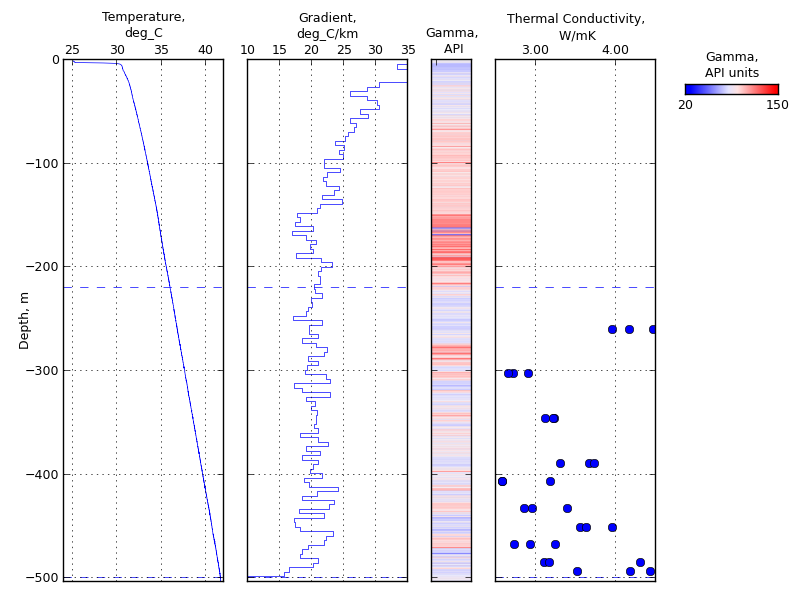 Temperature,
deg_C
Gradient,
deg_C/km
Gamma,
API
Thermal Conductivity,
W/mK
25 30 35 40
10 15 20 25 30 35
3.00 4.00
Gamma,
API units
20 150
0
−100
−200
−300
−400
−500
Depth, m